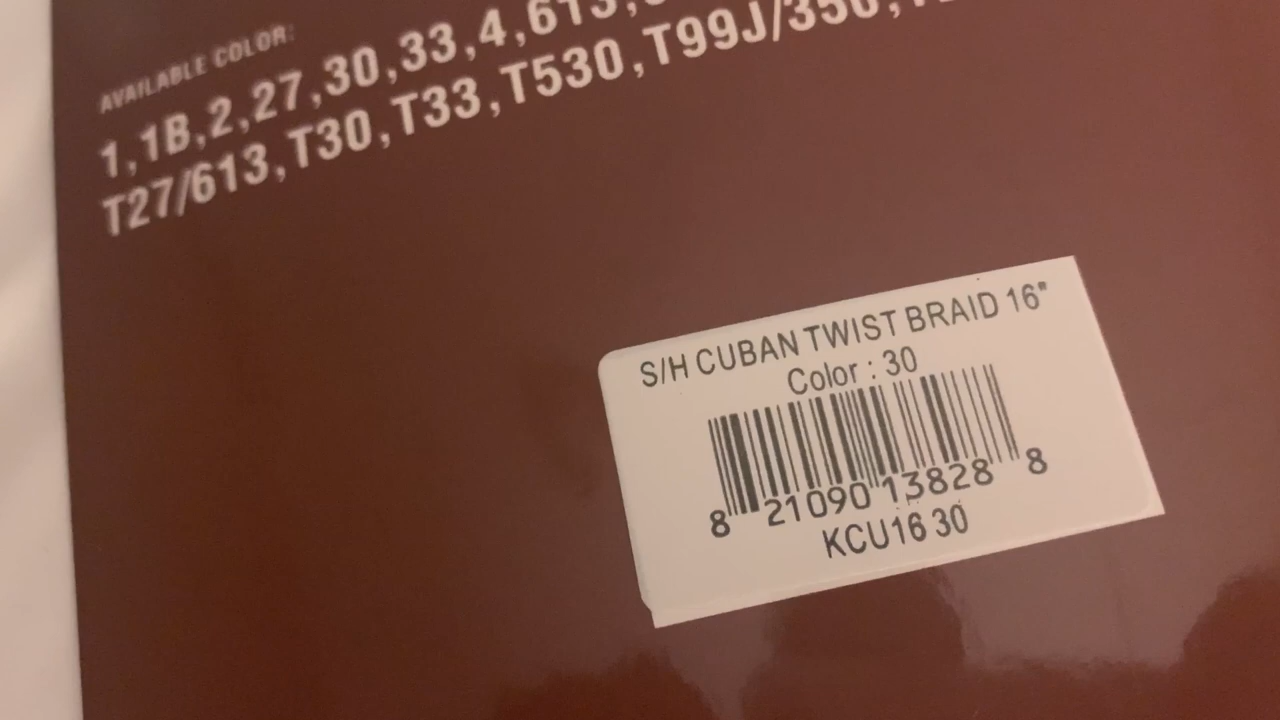 AVAILABLE COLOR:
1,1B,2,27,30,33,4,613,
T27/613,T30,T33,T530,T99J/350,
S/H CUBAN TWIST BRAID 16"
Color : 30
8 21090 13828 8
KCU16 30